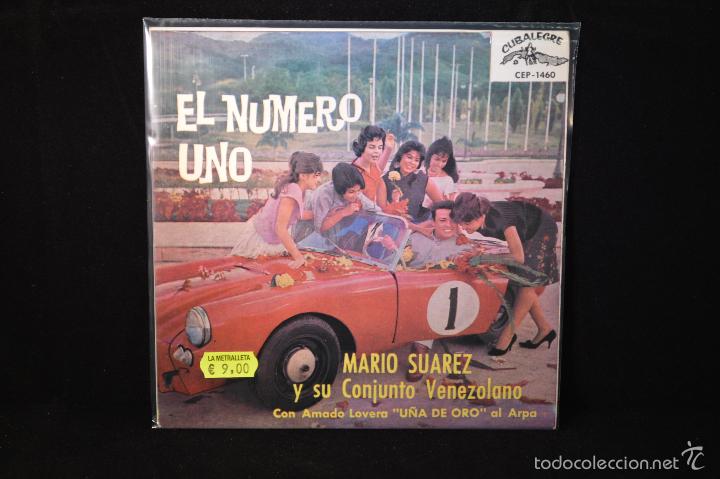 CUBALEGRE
CEP-1460
EL NUMERO
UNO
1
LA METRALLETA
€ 9,00
MARIO SUAREZ
y su Conjunto Venezolano
Con Amado Lovera "UÑA DE ORO" al Arpa
todocoleccion.net